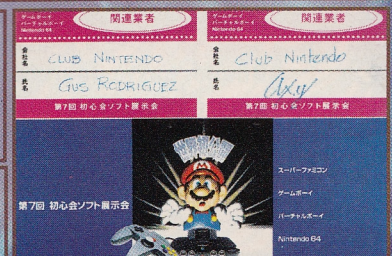 ゲームボーイ
バーチャルボーイ
Nintendo 64
関連業者
会社名
CLUB NINTENDO
氏名
GUS RODRIGUEZ
第7回 初心会ソフト展示会
ゲームボーイ
バーチャルボーイ
Nintendo 64
関連業者
会社名
Club Nintendo
氏名
第7回 初心会ソフト展示会
世界初公開
第7回 初心会ソフト展示会
スーパーファミコン
ゲームボーイ
バーチャルボーイ
Nintendo 64